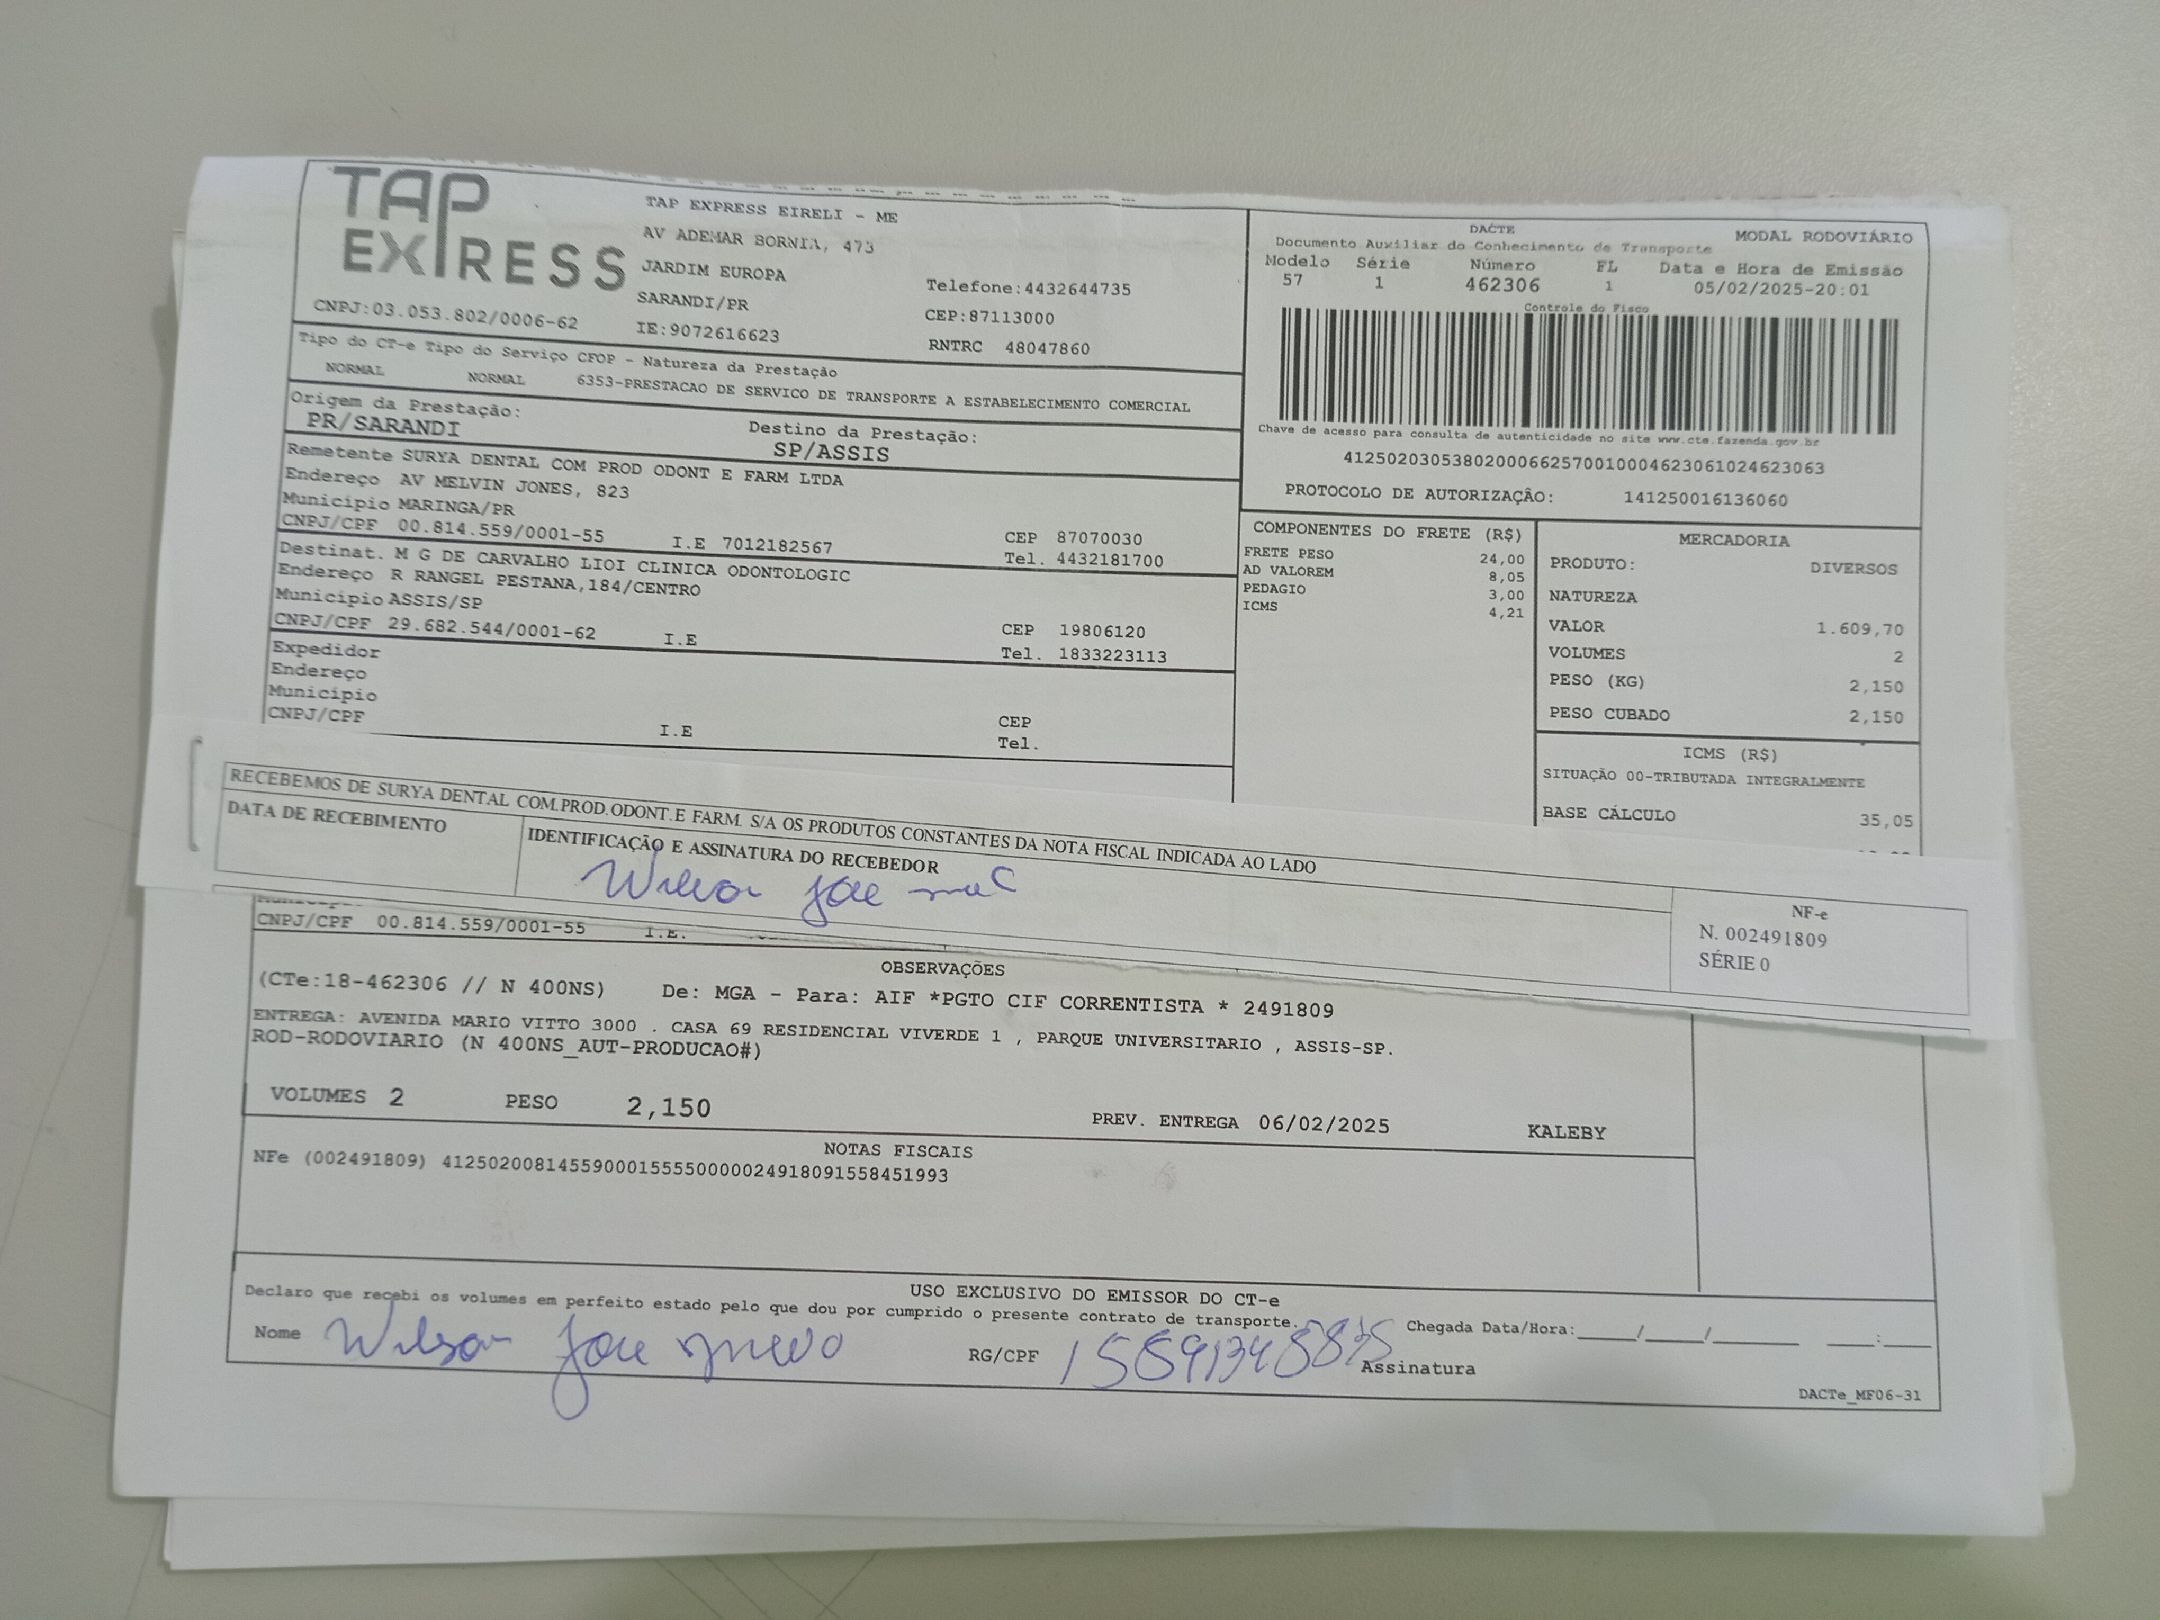 TAP
EXPRESS
TAP EXPRESS EIRELI - ME
AV ADEMAR BORNIA, 473
JARDIM EUROPA
Telefone:4432644735
SARANDI/PR
CEP:87113000
CNPJ:03.053.802/0006-62
IE:9072616623
RNTRC 48047860
DACTE
MODAL RODOVIÁRIO
Documento Auxiliar do Conhecimento de Transporte
Modelo Série Número FL Data e Hora de Emissão
57 1 462306 1 05/02/2025-20:01
Controle do Fisco
Chave de acesso para consulta de autenticidade no site www.cte.fazenda.gov.br
41250203053802000662570010004623061024623063
PROTOCOLO DE AUTORIZAÇÃO: 141250016136060
Tipo do CT-e Tipo do Serviço CFOP - Natureza da Prestação
NORMAL NORMAL 6353-PRESTACAO DE SERVICO DE TRANSPORTE A ESTABELECIMENTO COMERCIAL
Origem da Prestação: Destino da Prestação:
PR/SARANDI SP/ASSIS
Remetente SURYA DENTAL COM PROD ODONT E FARM LTDA
Endereço AV MELVIN JONES, 823
Município MARINGA/PR CEP 87070030
CNPJ/CPF 00.814.559/0001-55 I.E 7012182567 Tel. 4432181700
Destinat. M G DE CARVALHO LIOI CLINICA ODONTOLOGIC
Endereço R RANGEL PESTANA,184/CENTRO
Município ASSIS/SP CEP 19806120
CNPJ/CPF 29.682.544/0001-62 I.E Tel. 1833223113
Expedidor
Endereço
Município CEP
CNPJ/CPF I.E Tel.
COMPONENTES DO FRETE (R$)
FRETE PESO 24,00
AD VALOREM 8,05
PEDAGIO 3,00
ICMS 4,21
MERCADORIA
PRODUTO: DIVERSOS
NATUREZA
VALOR 1.609,70
VOLUMES 2
PESO (KG) 2,150
PESO CUBADO 2,150
ICMS (R$)
SITUAÇÃO 00-TRIBUTADA INTEGRALMENTE
BASE CÁLCULO 35,05
RECEBEMOS DE SURYA DENTAL COM.PROD.ODONT.E FARM. S/A OS PRODUTOS CONSTANTES DA NOTA FISCAL INDICADA AO LADO
DATA DE RECEBIMENTO
IDENTIFICAÇÃO E ASSINATURA DO RECEBEDOR
Wilson Jose
NF-e
N. 002491809
SÉRIE 0
CNPJ/CPF 00.814.559/0001-55 I.E.
OBSERVAÇÕES
(CTe:18-462306 // N 400NS) De: MGA - Para: AIF *PGTO CIF CORRENTISTA * 2491809
ENTREGA: AVENIDA MARIO VITTO 3000 . CASA 69 RESIDENCIAL VIVERDE 1 , PARQUE UNIVERSITARIO , ASSIS-SP.
ROD-RODOVIARIO (N 400NS_AUT-PRODUCAO#)
VOLUMES 2 PESO 2,150 PREV. ENTREGA 06/02/2025 KALEBY
NOTAS FISCAIS
NFe (002491809) 41250200814559000155550000024918091558451993
USO EXCLUSIVO DO EMISSOR DO CT-e
Declaro que recebi os volumes em perfeito estado pelo que dou por cumprido o presente contrato de transporte.
Nome Wilson Jose
RG/CPF
Assinatura
Chegada Data/Hora:____/____/______ ___:___
DACTe_MF06-31